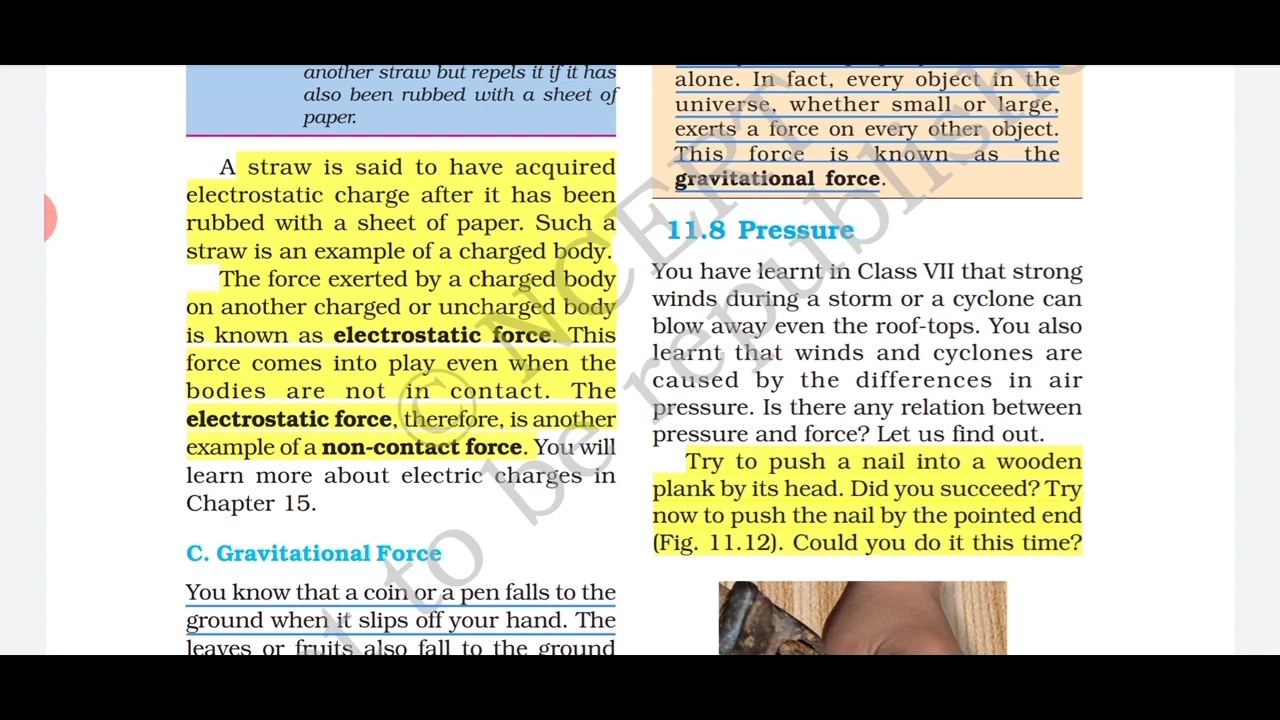 another straw but repels it if it has
also been rubbed with a sheet of
paper.
A straw is said to have acquired
electrostatic charge after it has been
rubbed with a sheet of paper. Such a
straw is an example of a charged body.
The force exerted by a charged body
on another charged or uncharged body
is known as electrostatic force. This
force comes into play even when the
bodies are not in contact. The
electrostatic force, therefore, is another
example of a non-contact force. You will
learn more about electric charges in
Chapter 15.
C. Gravitational Force
You know that a coin or a pen falls to the
ground when it slips off your hand. The
leaves or fruits also fall to the ground
alone. In fact, every object in the
universe, whether small or large,
exerts a force on every other object.
This force is known as the
gravitational force.
11.8 Pressure
You have learnt in Class VII that strong
winds during a storm or a cyclone can
blow away even the roof-tops. You also
learnt that winds and cyclones are
caused by the differences in air
pressure. Is there any relation between
pressure and force? Let us find out.
Try to push a nail into a wooden
plank by its head. Did you succeed? Try
now to push the nail by the pointed end
(Fig. 11.12). Could you do it this time?
© NCERT
to be republished